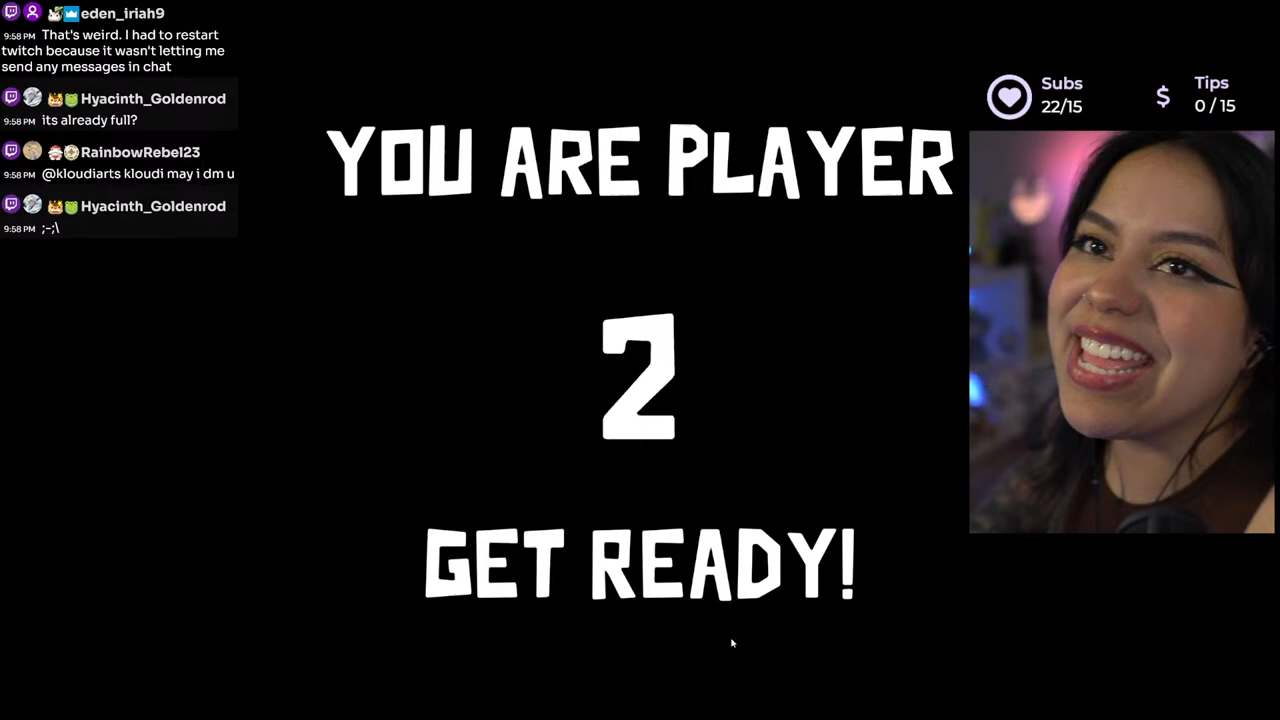 eden_iriah9
9:58 PM That's weird. I had to restart
twitch because it wasn't letting me
send any messages in chat
Hyacinth_Goldenrod
9:58 PM its already full?
RainbowRebel23
9:58 PM @kloudiarts kloudi may i dm u
Hyacinth_Goldenrod
9:58 PM ;-;\
YOU ARE PLAYER
2
GET READY!
Subs
22/15
$
Tips
0 / 15